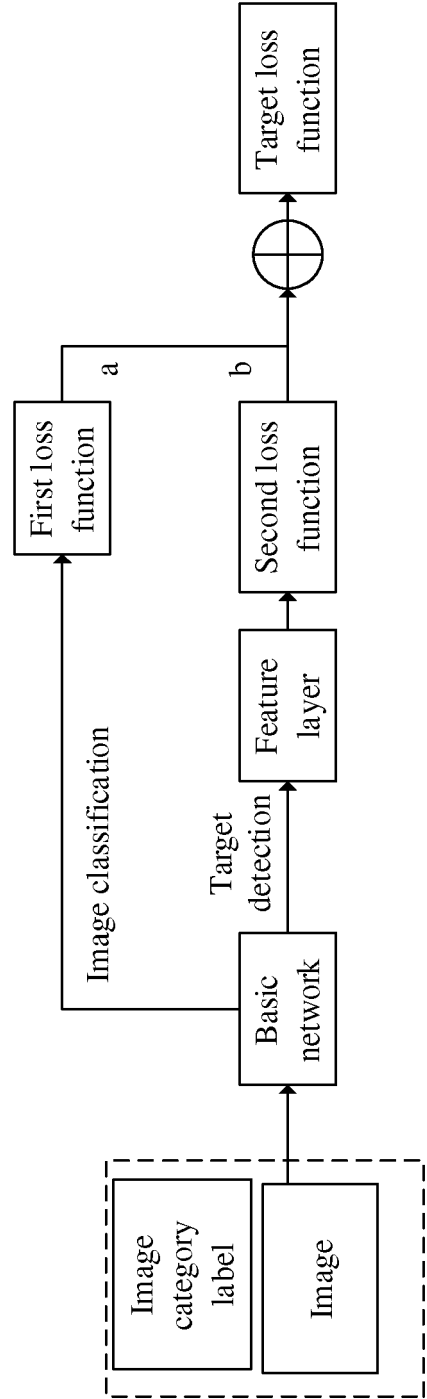 Image
category
label
Image
Basic
network
Image classification
Target
detection
Feature
layer
First loss
function
Second loss
function
a
b
Target loss
function